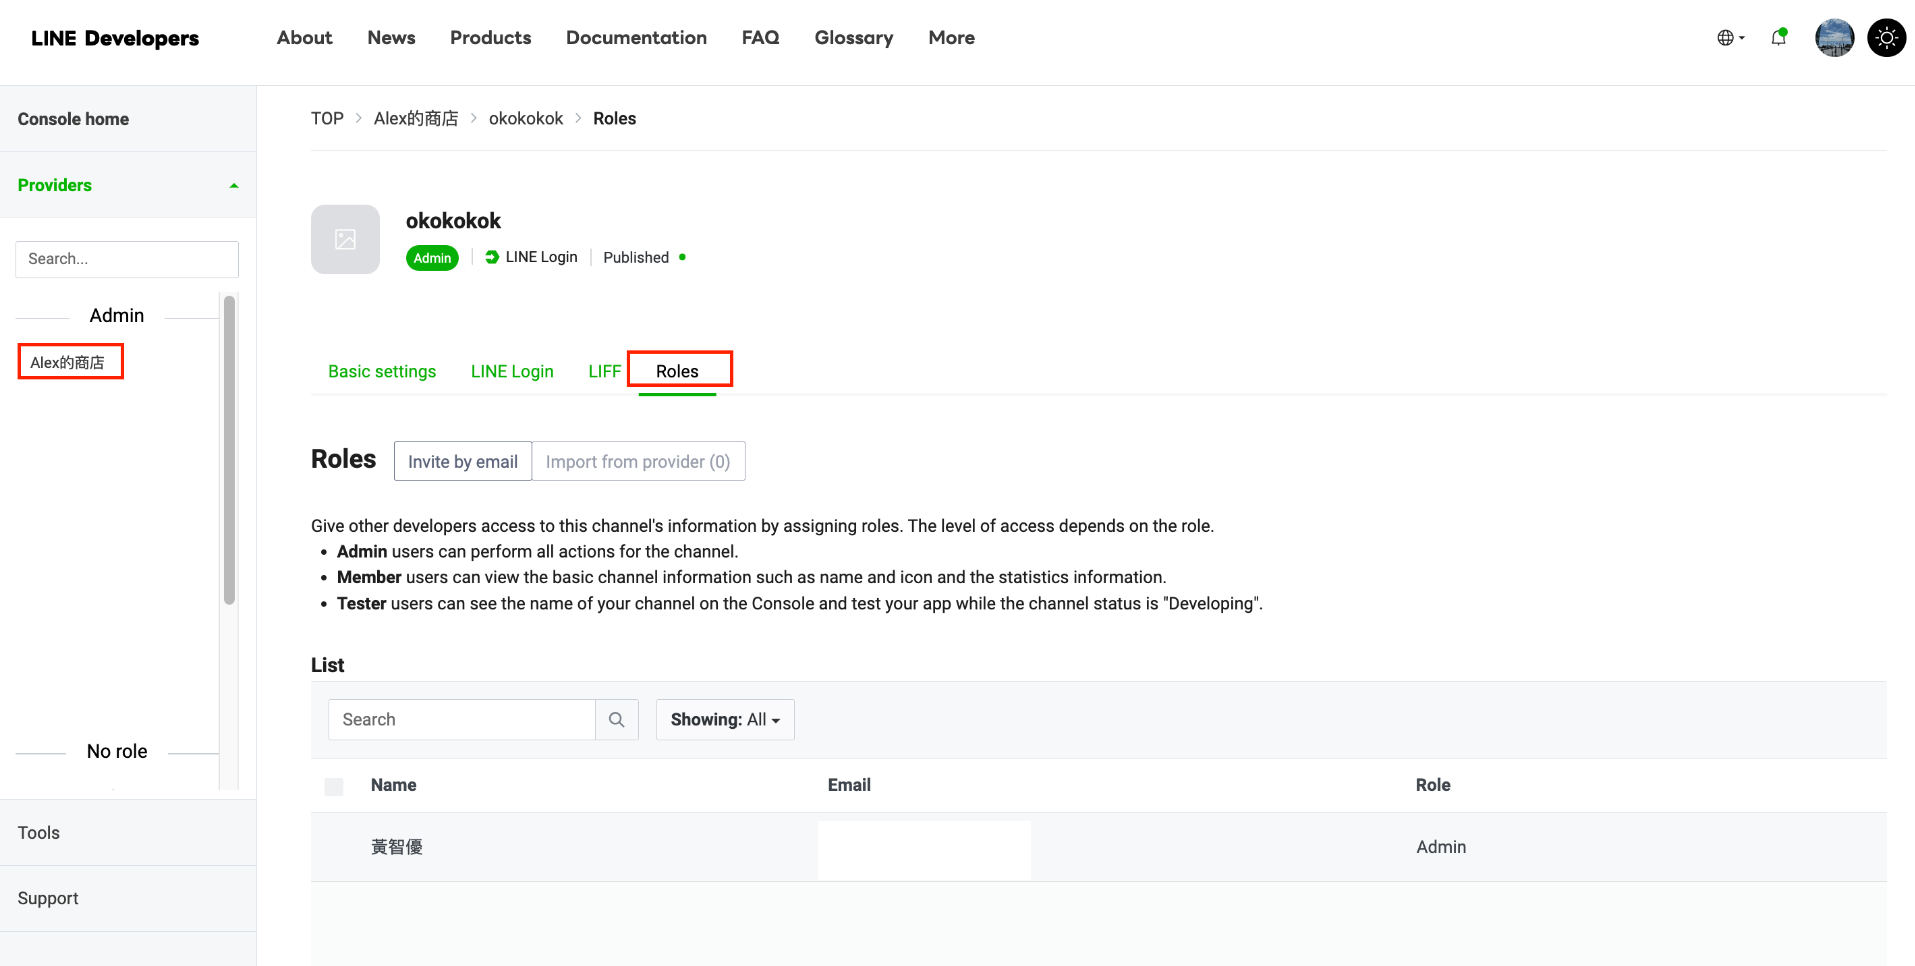 LINE Developers
About News Products Documentation FAQ Glossary More
Console home
Providers
Search...
Admin
Alex的商店
No role
Tools
Support
TOP > Alex的商店 > okokokok > Roles
okokokok
Admin LINE Login Published
Basic settings LINE Login LIFF Roles
Roles Invite by email Import from provider (0)
Give other developers access to this channel's information by assigning roles. The level of access depends on the role.
• Admin users can perform all actions for the channel.
• Member users can view the basic channel information such as name and icon and the statistics information.
• Tester users can see the name of your channel on the Console and test your app while the channel status is "Developing".
List
Search Showing: All
Name Email Role
黃智優 Admin